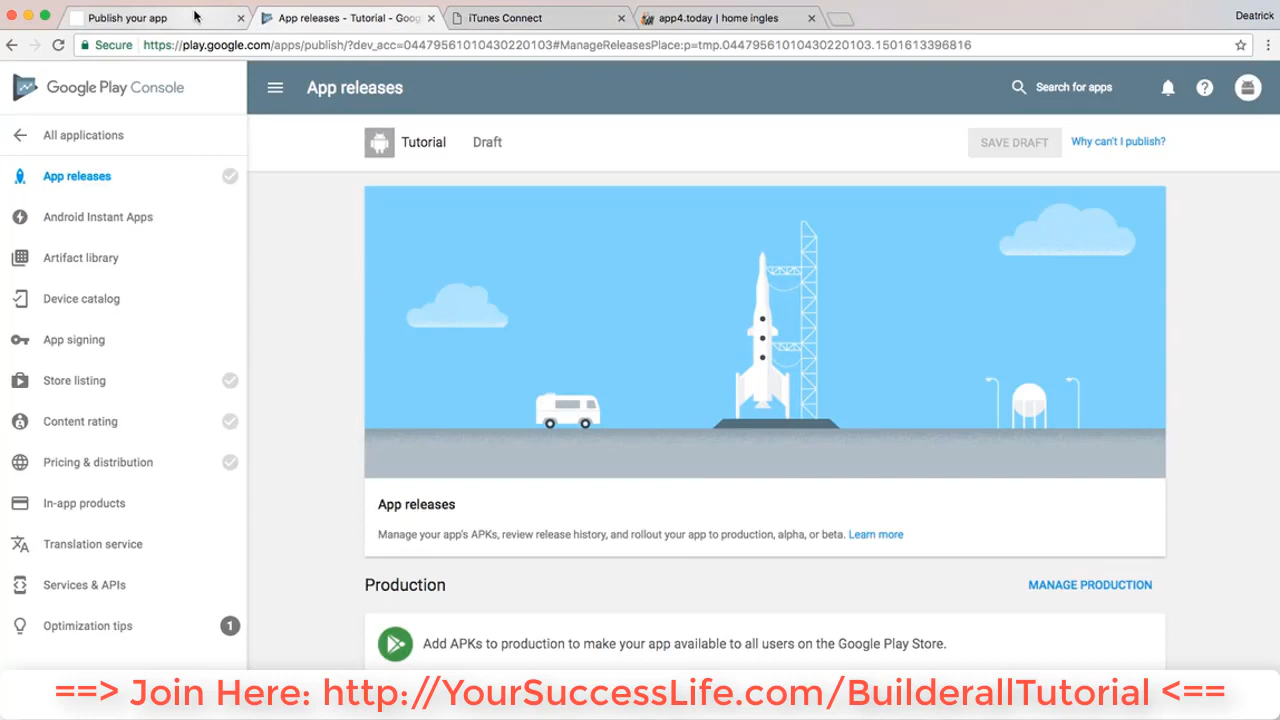 Publish your app
App releases - Tutorial - Goog
iTunes Connect
app4.today | home ingles
Deatrick
Secure
https://play.google.com/apps/publish/?dev_acc=04479561010430220103#ManageReleasesPlace:p=tmp.04479561010430220103.1501613396816
Google Play Console
App releases
Search for apps
All applications
Tutorial
Draft
SAVE DRAFT
Why can't I publish?
App releases
Android Instant Apps
Artifact library
Device catalog
App signing
Store listing
Content rating
Pricing & distribution
In-app products
Translation service
Services & APIs
Optimization tips
1
App releases
Manage your app's APKs, review release history, and rollout your app to production, alpha, or beta. Learn more
Production
MANAGE PRODUCTION
Add APKs to production to make your app available to all users on the Google Play Store.
==> Join Here: http://YourSuccessLife.com/BuilderallTutorial <==